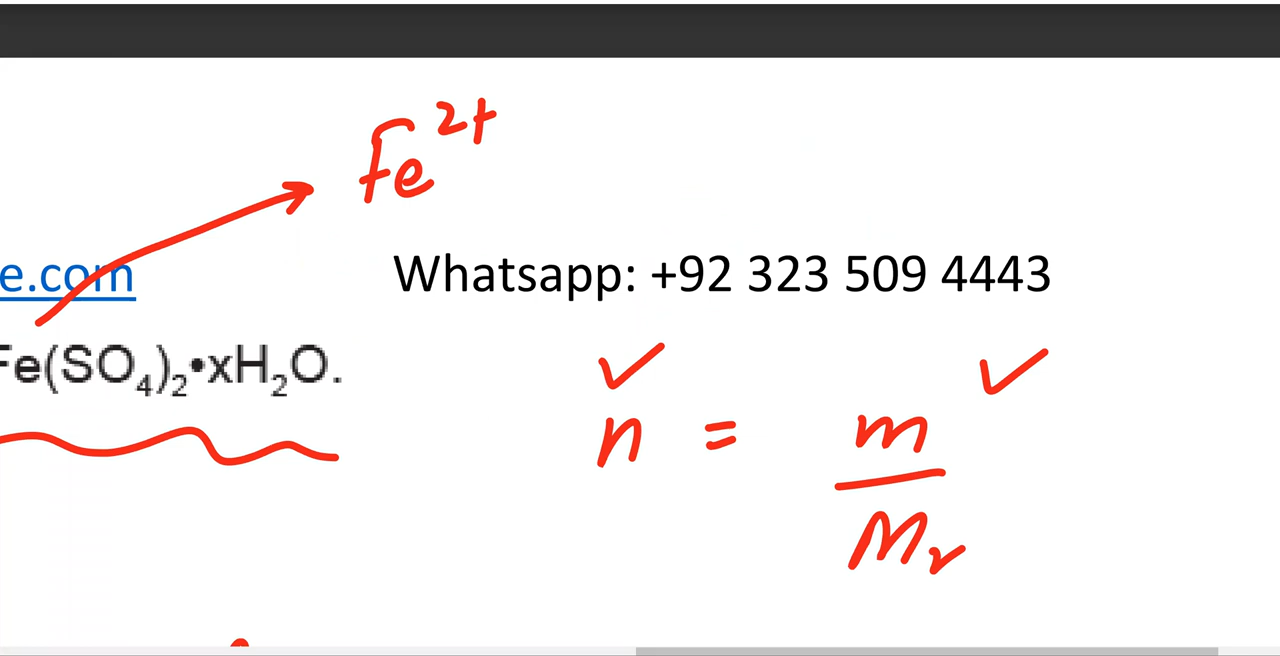 Fe²⁺
e.com
Whatsapp: +92 323 509 4443
Fe(SO₄)₂•xH₂O.
n = m
Mr